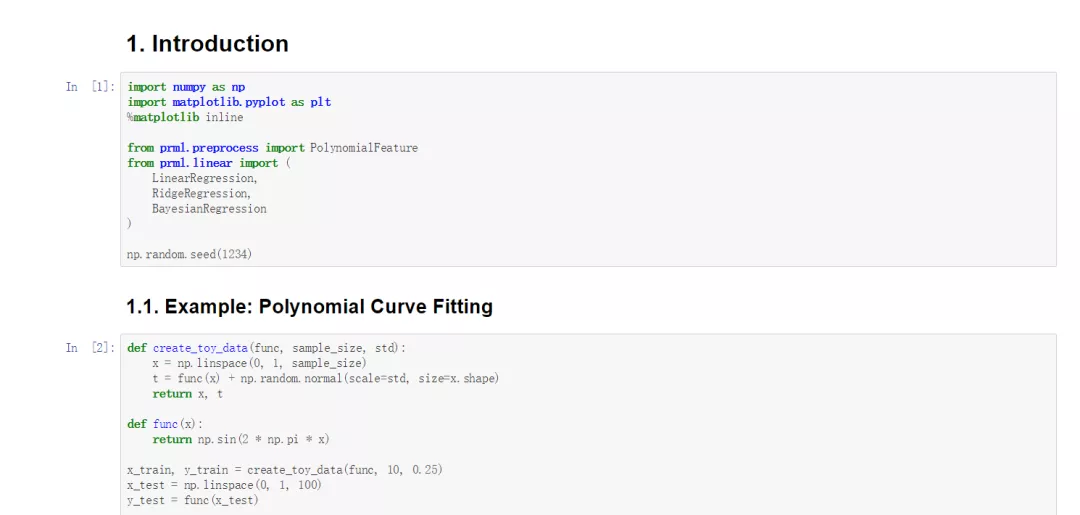 1. Introduction
In [1]:
import numpy as np
import matplotlib.pyplot as plt
%matplotlib inline
from prml.preprocess import PolynomialFeature
from prml.linear import (
    LinearRegression,
    RidgeRegression,
    BayesianRegression
)
np.random.seed(1234)
1.1. Example: Polynomial Curve Fitting
In [2]:
def create_toy_data(func, sample_size, std):
    x = np.linspace(0, 1, sample_size)
    t = func(x) + np.random.normal(scale=std, size=x.shape)
    return x, t
def func(x):
    return np.sin(2 * np.pi * x)
x_train, y_train = create_toy_data(func, 10, 0.25)
x_test = np.linspace(0, 1, 100)
y_test = func(x_test)